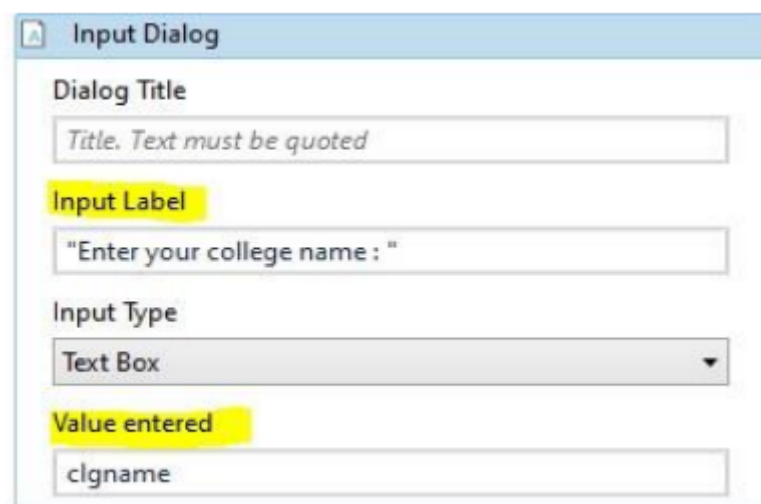 Input Dialog
Dialog Title
Title. Text must be quoted
Input Label
"Enter your college name : "
Input Type
Text Box
Value entered
clgname